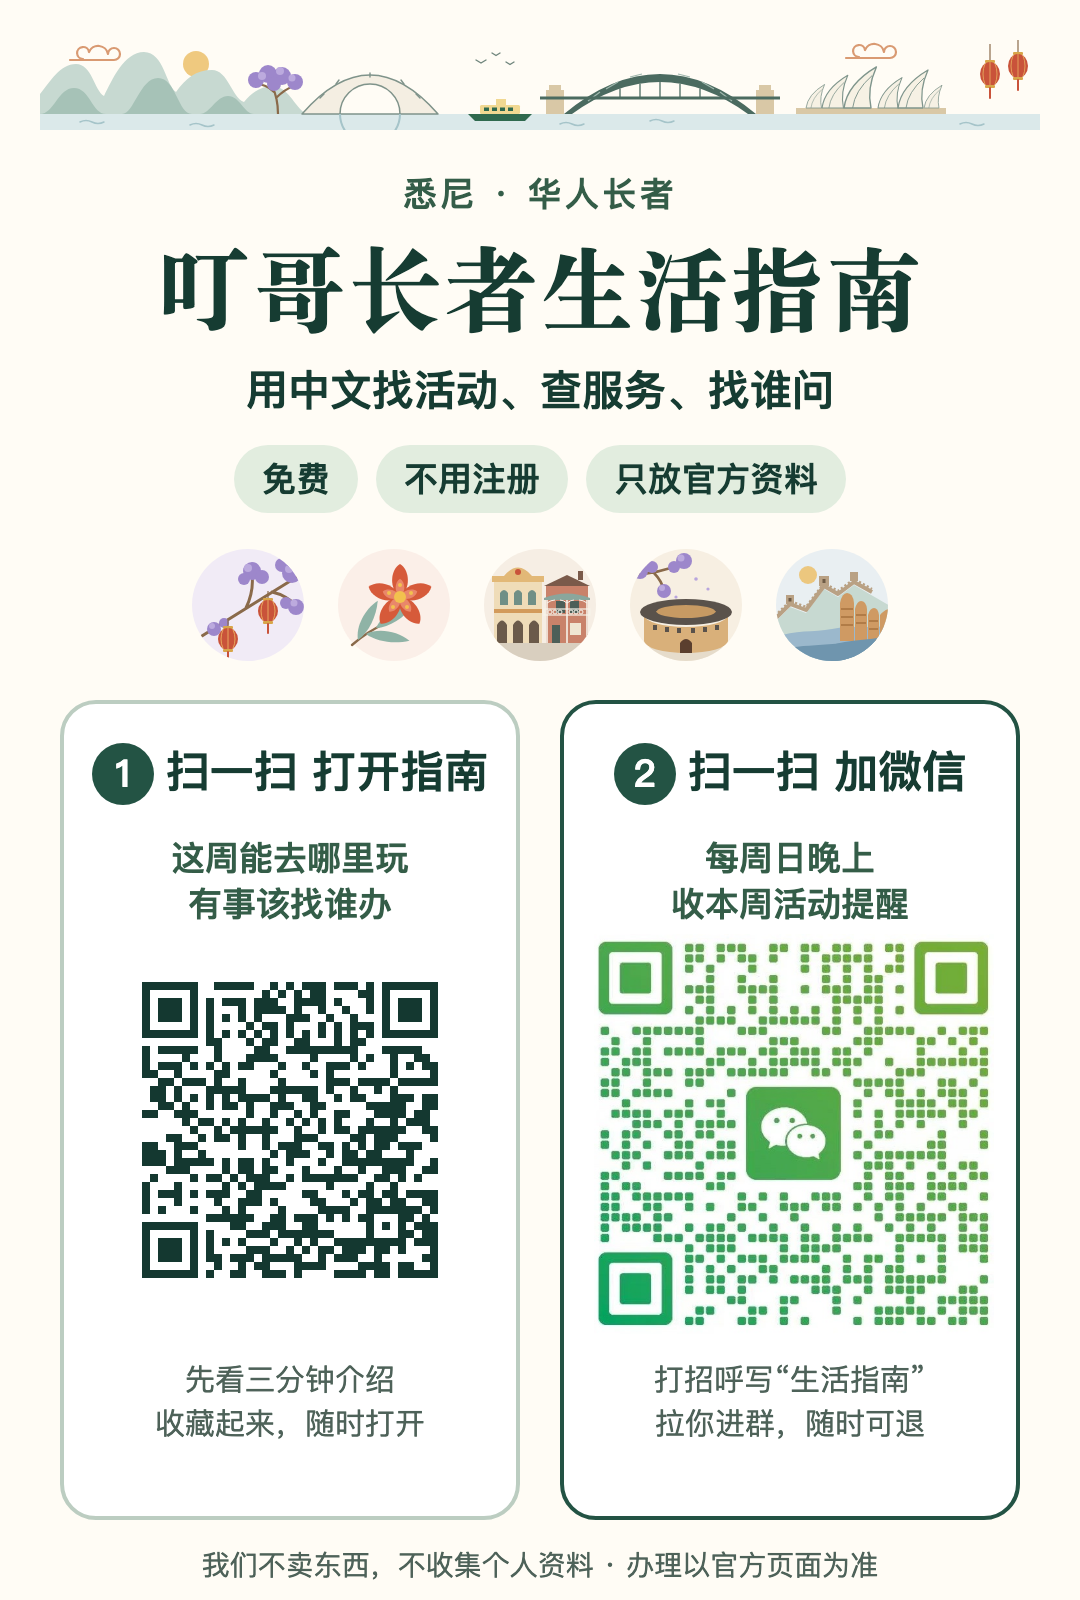 悉尼 · 华人长者
叮哥长者生活指南
用中文找活动、查服务、找谁问
免费 不用注册 只放官方资料
1 扫一扫 打开指南
这周能去哪里玩
有事该找谁办
先看三分钟介绍
收藏起来，随时打开
2 扫一扫 加微信
每周日晚上
收本周活动提醒
打招呼写“生活指南”
拉你进群，随时可退
我们不卖东西，不收集个人资料 · 办理以官方页面为准